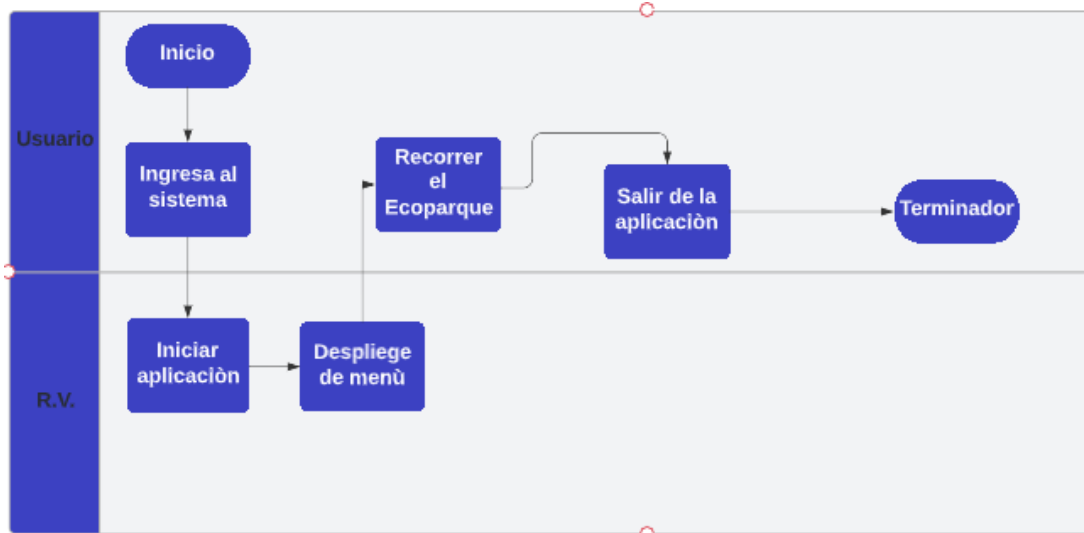 Usuario
Inicio
Ingresa al
sistema
Recorrer
el
Ecoparque
Salir de la
aplicaciòn
Terminador
R.V.
Iniciar
aplicaciòn
Despliege
de menù